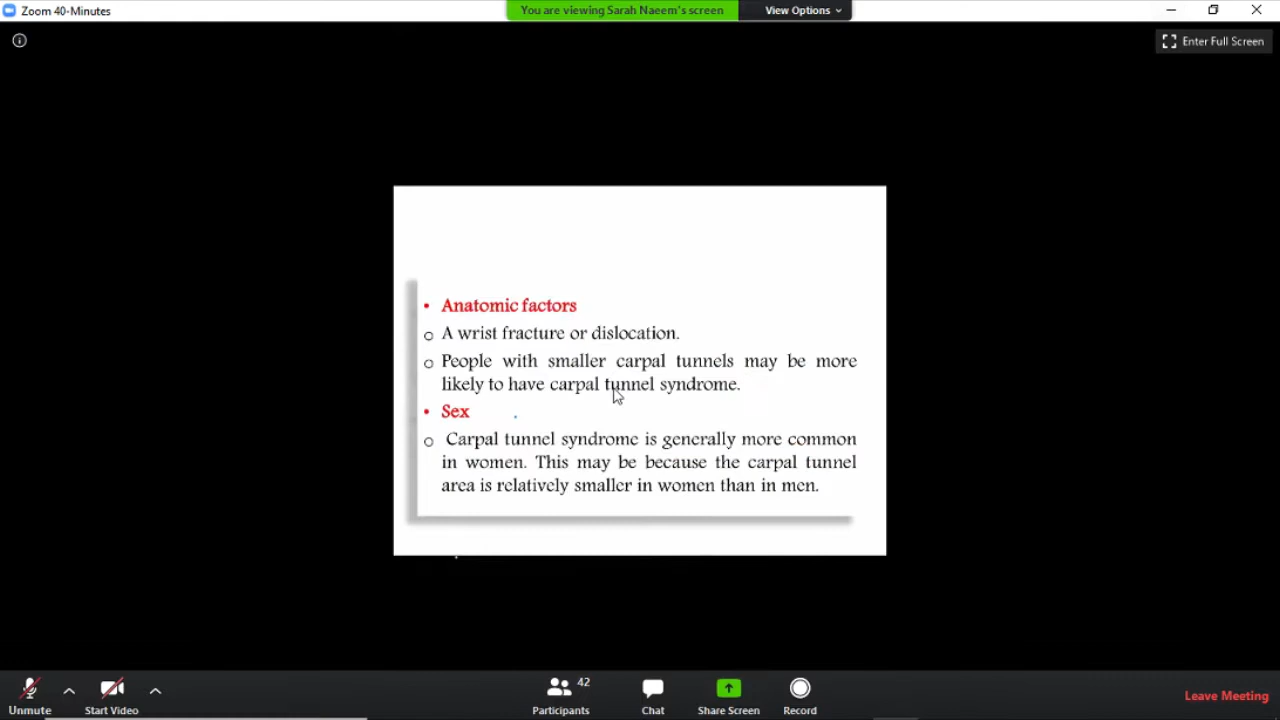 Zoom 40-Minutes
You are viewing Sarah Naeem's screen
View Options
Enter Full Screen
• Anatomic factors
o A wrist fracture or dislocation.
o People with smaller carpal tunnels may be more
likely to have carpal tunnel syndrome.
• Sex
o Carpal tunnel syndrome is generally more common
in women. This may be because the carpal tunnel
area is relatively smaller in women than in men.
Unmute
Start Video
42
Participants
Chat
Share Screen
Record
Leave Meeting